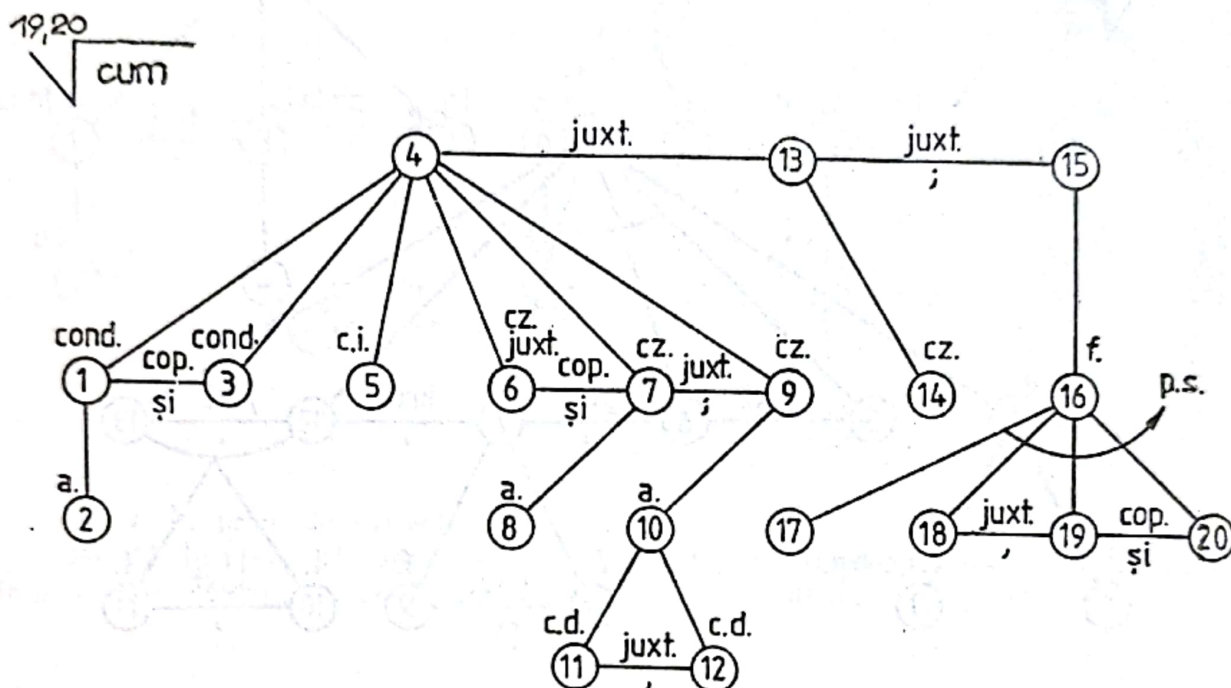 19,20
cum
4 juxt. 13 juxt. ; 15
cond. cop. cond. c.i. cz. juxt. cop. cz. juxt. cz. cz. f. p.s.
1 și 3 5 6 și 7 ; 9 14 16
a. a. a.
2 8 10 17 18 juxt. , 19 cop. și 20
c.d. juxt. c.d.
11 , 12